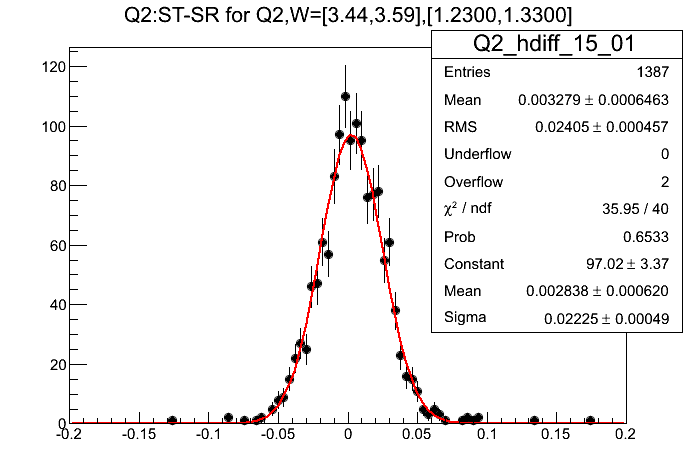 Q2:ST-SR for Q2,W=[3.44,3.59],[1.2300,1.3300]
Q2_hdiff_15_01
Entries 1387
Mean 0.003279 ± 0.0006463
RMS 0.02405 ± 0.000457
Underflow 0
Overflow 2
χ² / ndf 35.95 / 40
Prob 0.6533
Constant 97.02 ± 3.37
Mean 0.002838 ± 0.000620
Sigma 0.02225 ± 0.00049
120
100
80
60
40
20
0
-0.2 -0.15 -0.1 -0.05 0 0.05 0.1 0.15 0.2